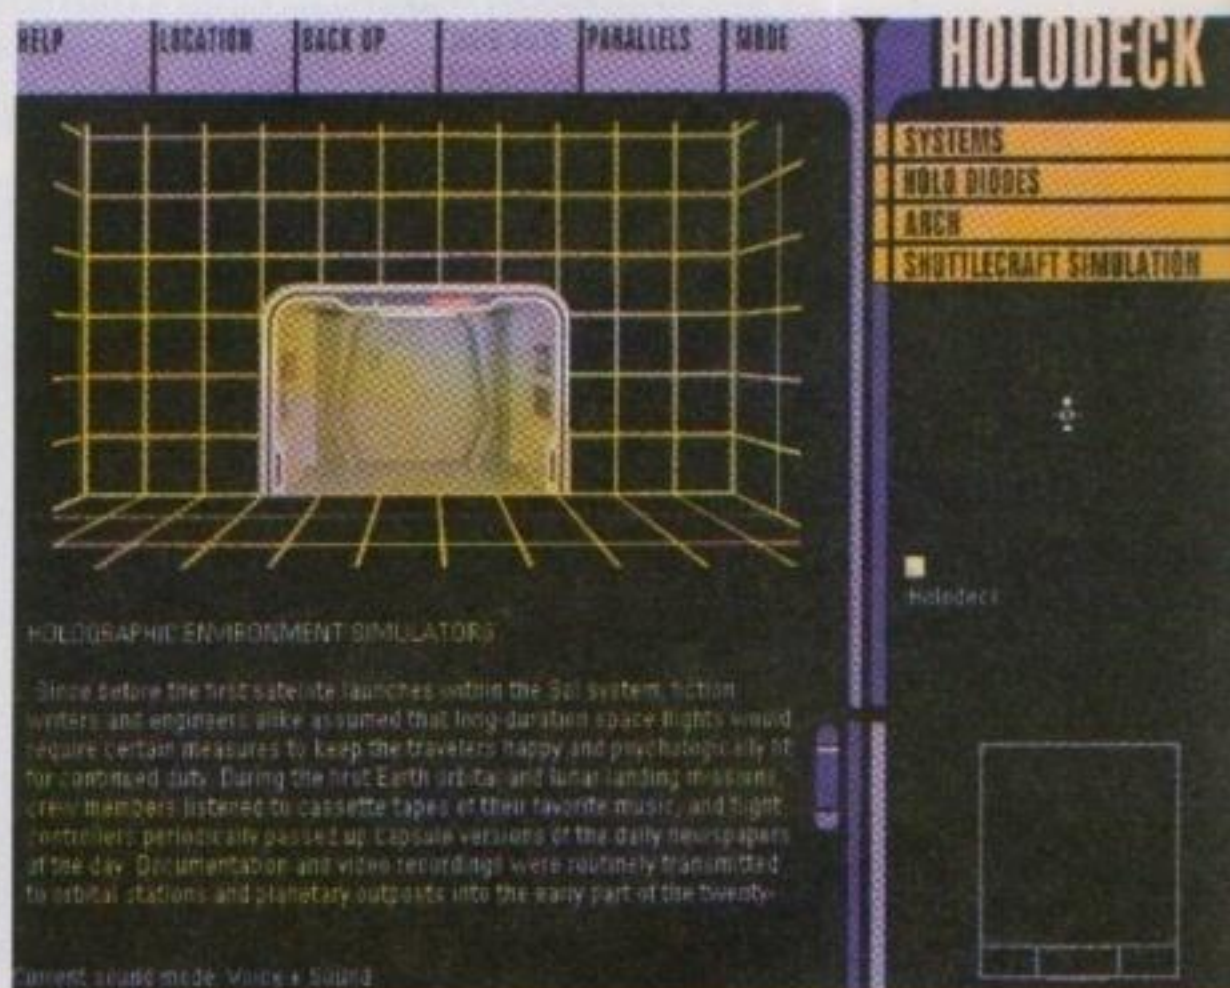 HELP
LOCATION
BACK UP
PARALLELS
MODE
HOLODECK
SYSTEMS
HOLO DIODES
ARCH
SHUTTLECRAFT SIMULATION
Holodeck
HOLOGRAPHIC ENVIRONMENT SIMULATORS
Since before the first satellite launches within the Sol system, fiction
writers and engineers alike assumed that long-duration space flights would
require certain measures to keep the travelers happy and psychologically fit
for continued duty. During the first Earth orbital and lunar landing missions,
crew members listened to cassette tapes of their favorite music, and flight
controllers periodically passed up capsule versions of the daily newspapers
of the day. Documentation and video recordings were routinely transmitted
to orbital stations and planetary outposts into the early part of the twenty-
Current sound mode: Voice + Sound